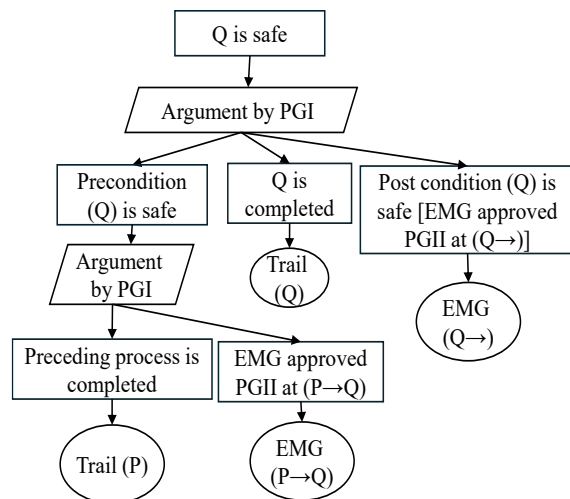 Q is safe
Argument by PGI
Precondition
(Q) is safe
Q is
completed
Post condition (Q) is
safe [EMG approved
PGII at (Q→)]
Argument
by PGI
Trail
(Q)
EMG
(Q→)
Preceding process is
completed
EMG approved
PGII at (P→Q)
Trail (P)
EMG
(P→Q)